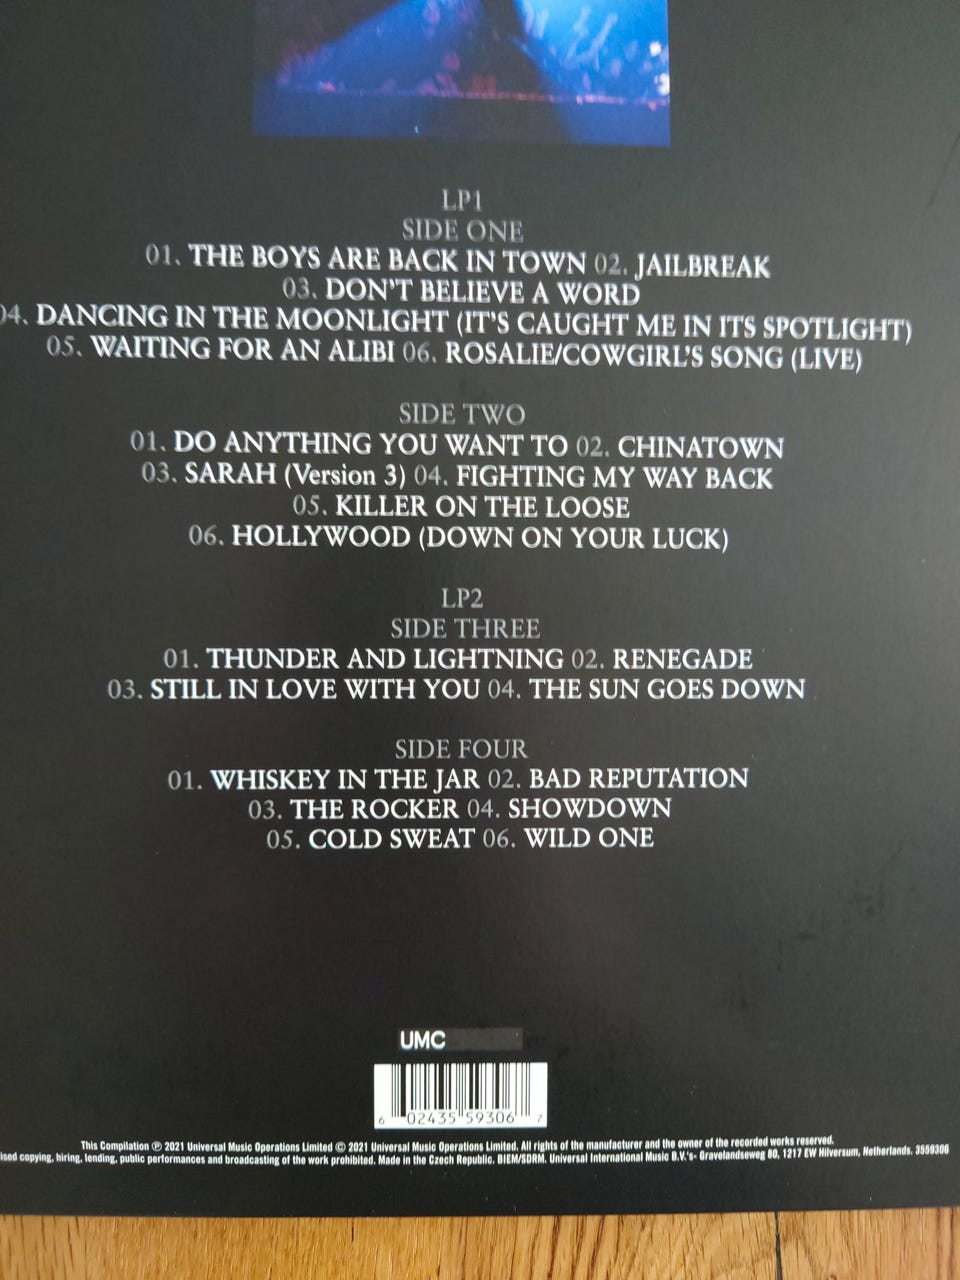 LP1
SIDE ONE
01. THE BOYS ARE BACK IN TOWN 02. JAILBREAK
03. DON'T BELIEVE A WORD
04. DANCING IN THE MOONLIGHT (IT'S CAUGHT ME IN ITS SPOTLIGHT)
05. WAITING FOR AN ALIBI 06. ROSALIE/COWGIRL'S SONG (LIVE)
SIDE TWO
01. DO ANYTHING YOU WANT TO 02. CHINATOWN
03. SARAH (Version 3) 04. FIGHTING MY WAY BACK
05. KILLER ON THE LOOSE
06. HOLLYWOOD (DOWN ON YOUR LUCK)
LP2
SIDE THREE
01. THUNDER AND LIGHTNING 02. RENEGADE
03. STILL IN LOVE WITH YOU 04. THE SUN GOES DOWN
SIDE FOUR
01. WHISKEY IN THE JAR 02. BAD REPUTATION
03. THE ROCKER 04. SHOWDOWN
05. COLD SWEAT 06. WILD ONE
UMC
6 02435 59306 7
This Compilation ℗ 2021 Universal Music Operations Limited © 2021 Universal Music Operations Limited. All rights of the manufacturer and the owner of the recorded works reserved.
copying, hiring, lending, public performances and broadcasting of the work prohibited. Made in the Czech Republic. BIEM/SDRM. Universal International Music B.V.'s- Gravelandseweg 80, 1217 EW Hilversum, Netherlands. 3559306